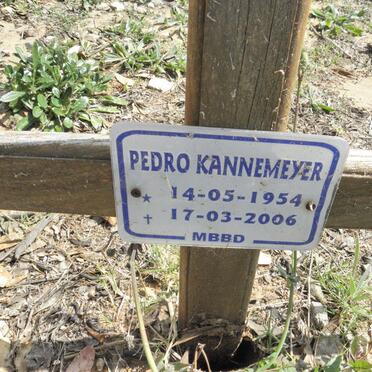 PEDRO KANNEMEYER
★ 14-05-1954
✝ 17-03-2006
MBBD